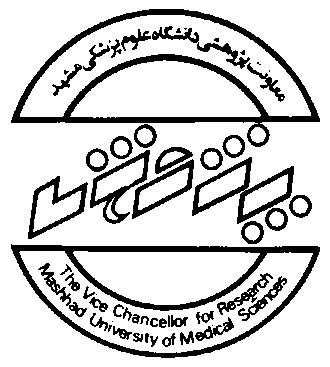 معاونت پژوهشی دانشگاه علوم پزشکی مشهد
The Vice Chancellor for Research
Mashhad University of Medical Sciences